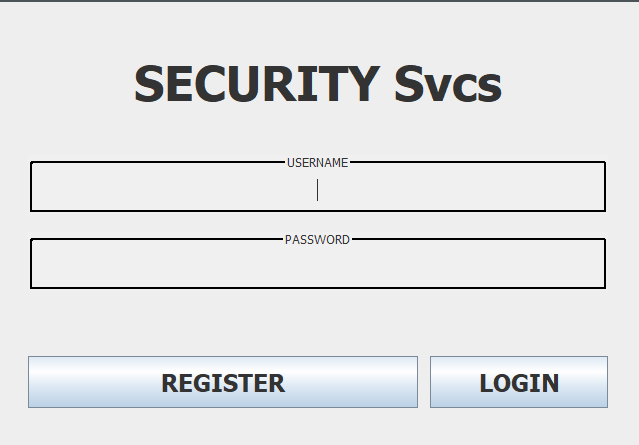 SECURITY Svcs
USERNAME
PASSWORD
REGISTER LOGIN